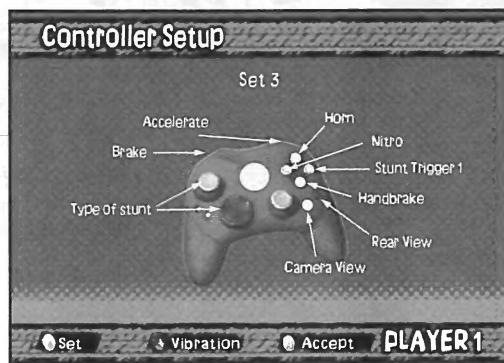 Controller Setup
Set 3
Accelerate
Horn
Brake
Nitro
Stunt Trigger 1
Type of stunt
Handbrake
Rear View
Camera View
Set
Vibration
Accept
PLAYER 1